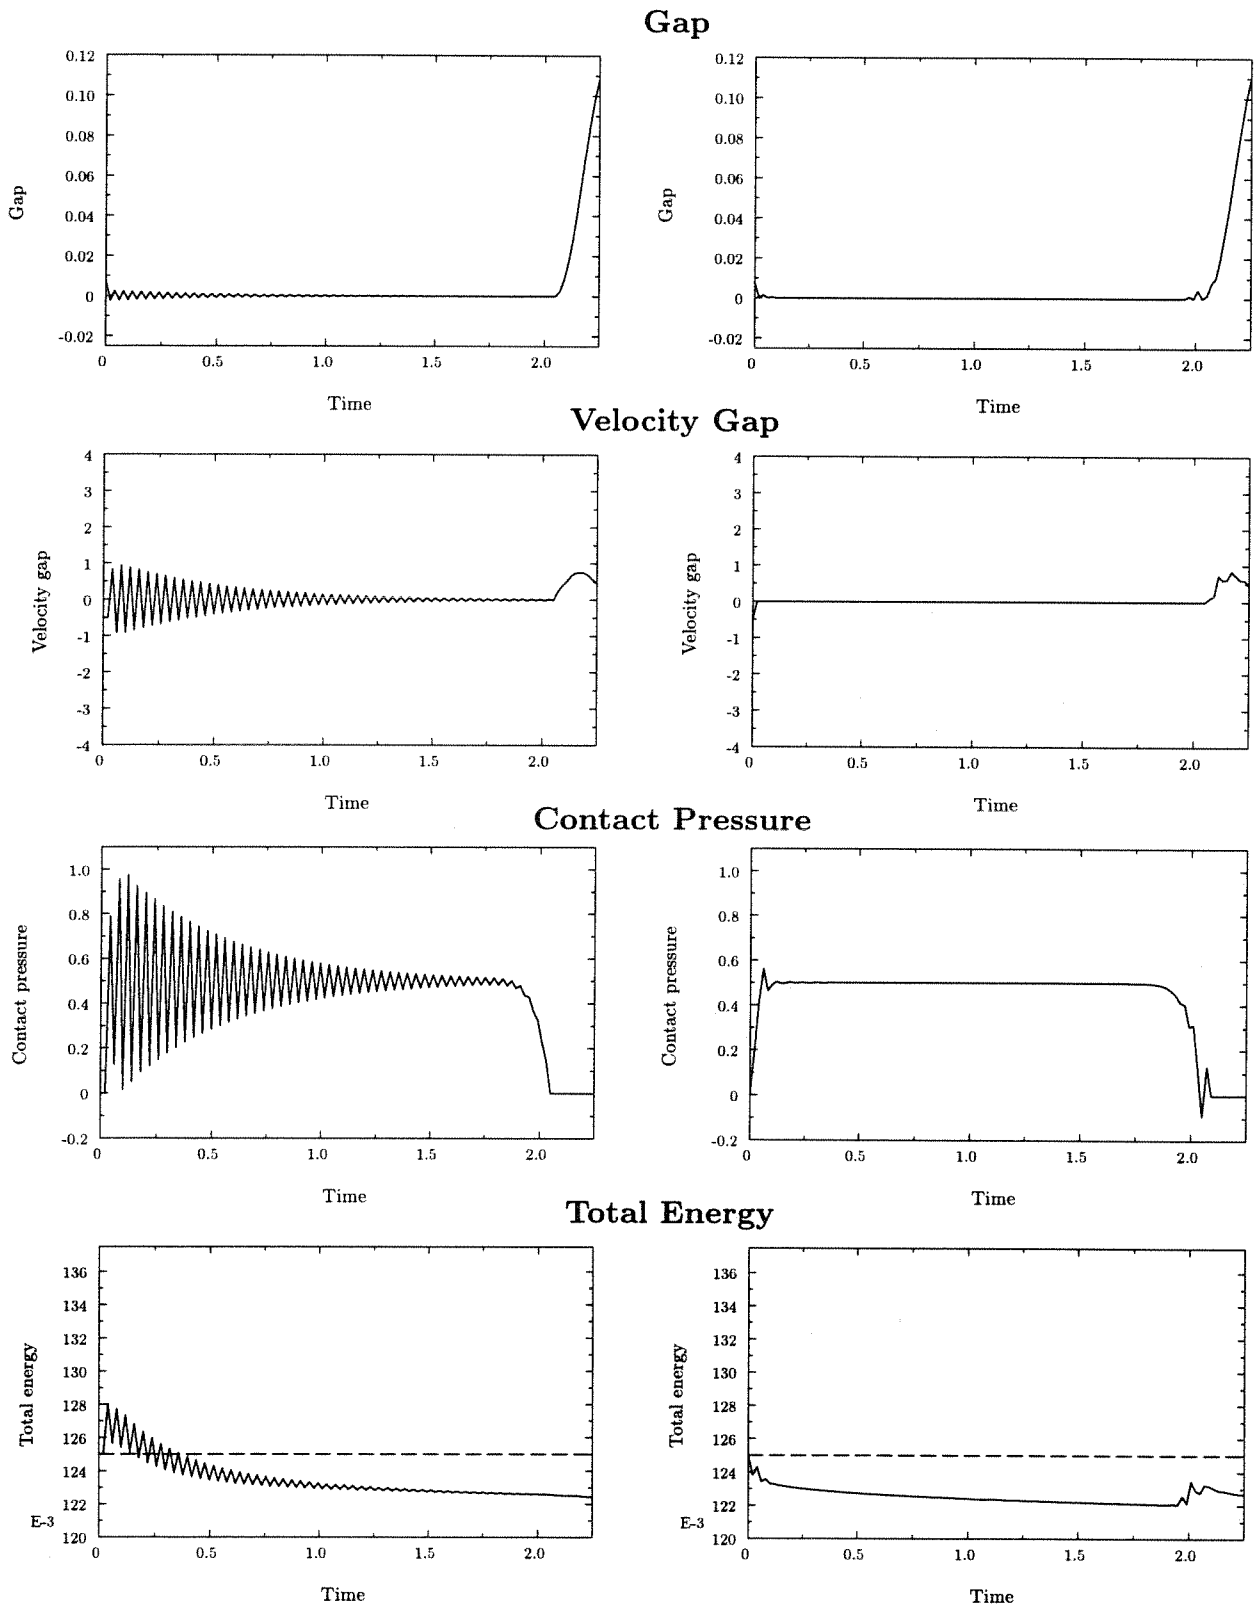 Gap
0.12
0.10
0.08
0.06
0.04
0.02
0
-0.02
Gap
0 0.5 1.0 1.5 2.0
Time
0.12
0.10
0.08
0.06
0.04
0.02
0
-0.02
Gap
0 0.5 1.0 1.5 2.0
Time
Velocity Gap
4
3
2
1
0
-1
-2
-3
-4
Velocity gap
0 0.5 1.0 1.5 2.0
Time
4
3
2
1
0
-1
-2
-3
-4
Velocity gap
0 0.5 1.0 1.5 2.0
Time
Contact Pressure
1.0
0.8
0.6
0.4
0.2
0
-0.2
Contact pressure
0 0.5 1.0 1.5 2.0
Time
1.0
0.8
0.6
0.4
0.2
0
-0.2
Contact pressure
0 0.5 1.0 1.5 2.0
Time
Total Energy
136
134
132
130
128
126
124
122
E-3
120
Total energy
0 0.5 1.0 1.5 2.0
Time
136
134
132
130
128
126
124
122
E-3
120
Total energy
0 0.5 1.0 1.5 2.0
Time